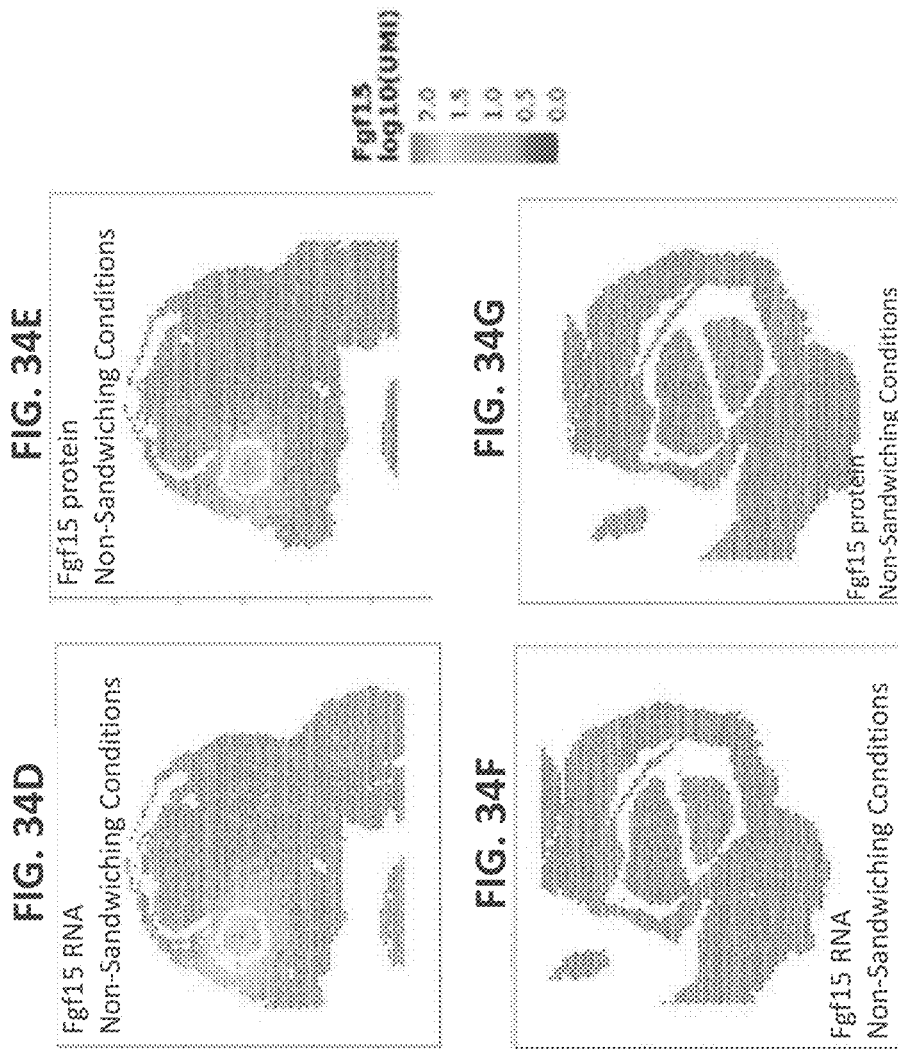 FIG. 34D
Fgf15 RNA
Non-Sandwiching Conditions
FIG. 34E
Fgf15 protein
Non-Sandwiching Conditions
FIG. 34F
Fgf15 RNA
Non-Sandwiching Conditions
FIG. 34G
Fgf15 protein
Non-Sandwiching Conditions
Fgf15
log10(UMI)
2.0
1.5
1.0
0.5
0.0